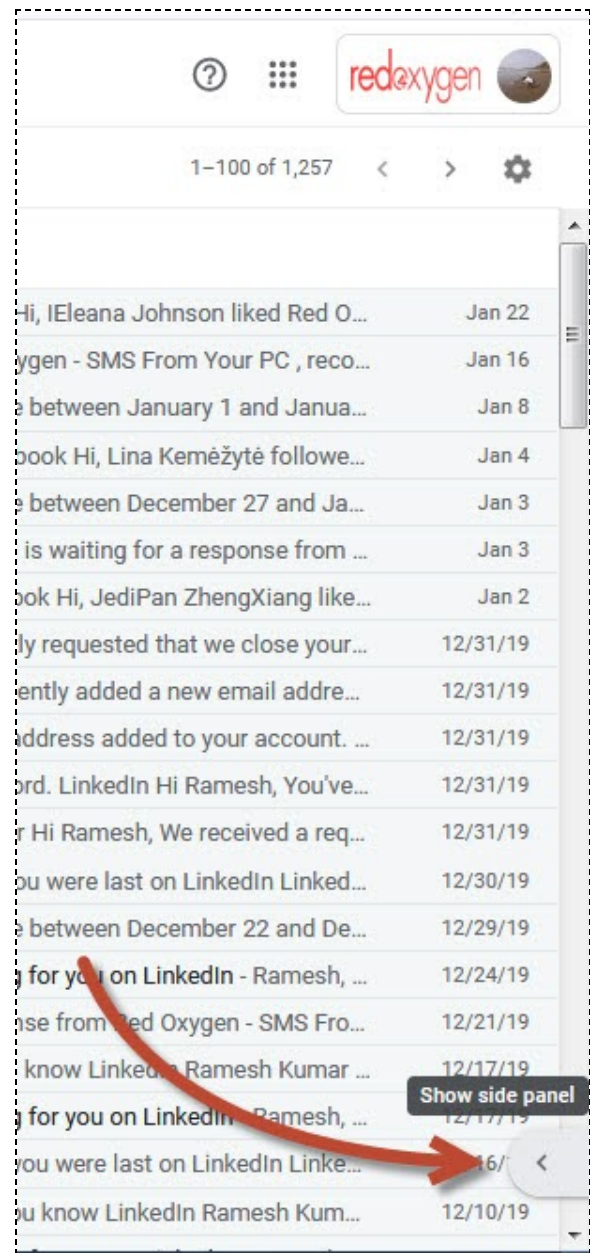 redoxygen
1–100 of 1,257
Hi, IEleana Johnson liked Red O... Jan 22
ygen - SMS From Your PC , reco... Jan 16
e between January 1 and Janua... Jan 8
book Hi, Lina Kemėžytė followe... Jan 4
e between December 27 and Ja... Jan 3
is waiting for a response from ... Jan 3
ook Hi, JediPan ZhengXiang like... Jan 2
ly requested that we close your... 12/31/19
ently added a new email addre... 12/31/19
address added to your account. ... 12/31/19
ord. LinkedIn Hi Ramesh, You've... 12/31/19
r Hi Ramesh, We received a req... 12/31/19
ou were last on LinkedIn Linked... 12/30/19
e between December 22 and De... 12/29/19
g for you on LinkedIn - Ramesh, ... 12/24/19
nse from Red Oxygen - SMS Fro... 12/21/19
know LinkedIn Ramesh Kumar ... 12/17/19
Show side panel
g for you on LinkedIn - Ramesh, ... 12/17/19
you were last on LinkedIn Linke... 16/
ou know LinkedIn Ramesh Kum... 12/10/19